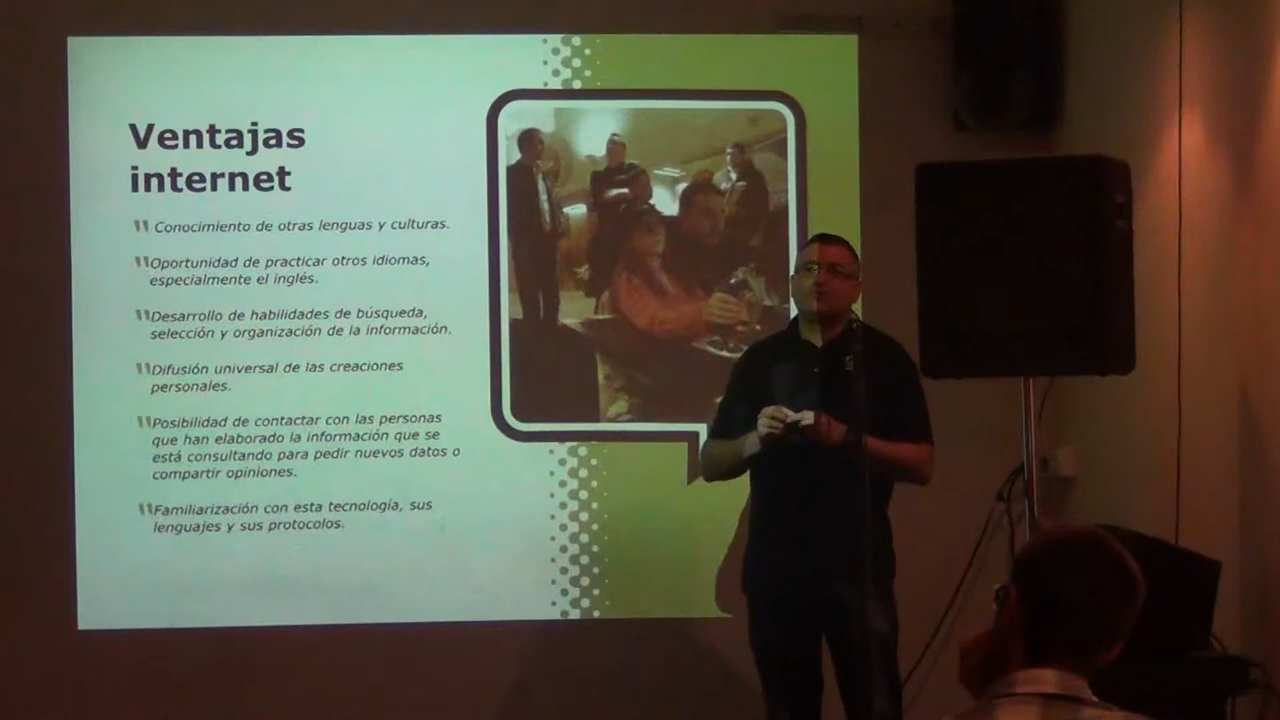 Ventajas
internet
" Conocimiento de otras lenguas y culturas.
"Oportunidad de practicar otros idiomas,
especialmente el inglés.
"Desarrollo de habilidades de búsqueda,
selección y organización de la información.
"Difusión universal de las creaciones
personales.
"Posibilidad de contactar con las personas
que han elaborado la información que se
está consultando para pedir nuevos datos o
compartir opiniones.
"Familiarización con esta tecnología, sus
lenguajes y sus protocolos.